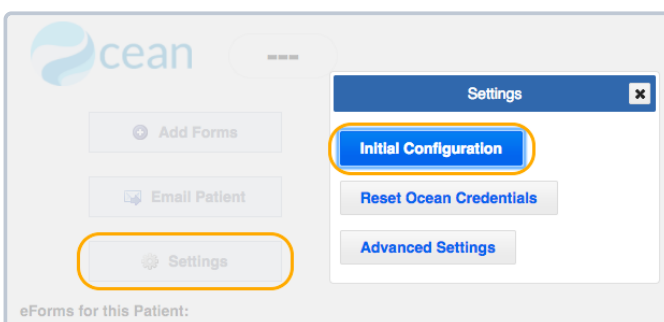 cean
---
Settings
Add Forms
Initial Configuration
Email Patient
Reset Ocean Credentials
Advanced Settings
Settings
eForms for this Patient: